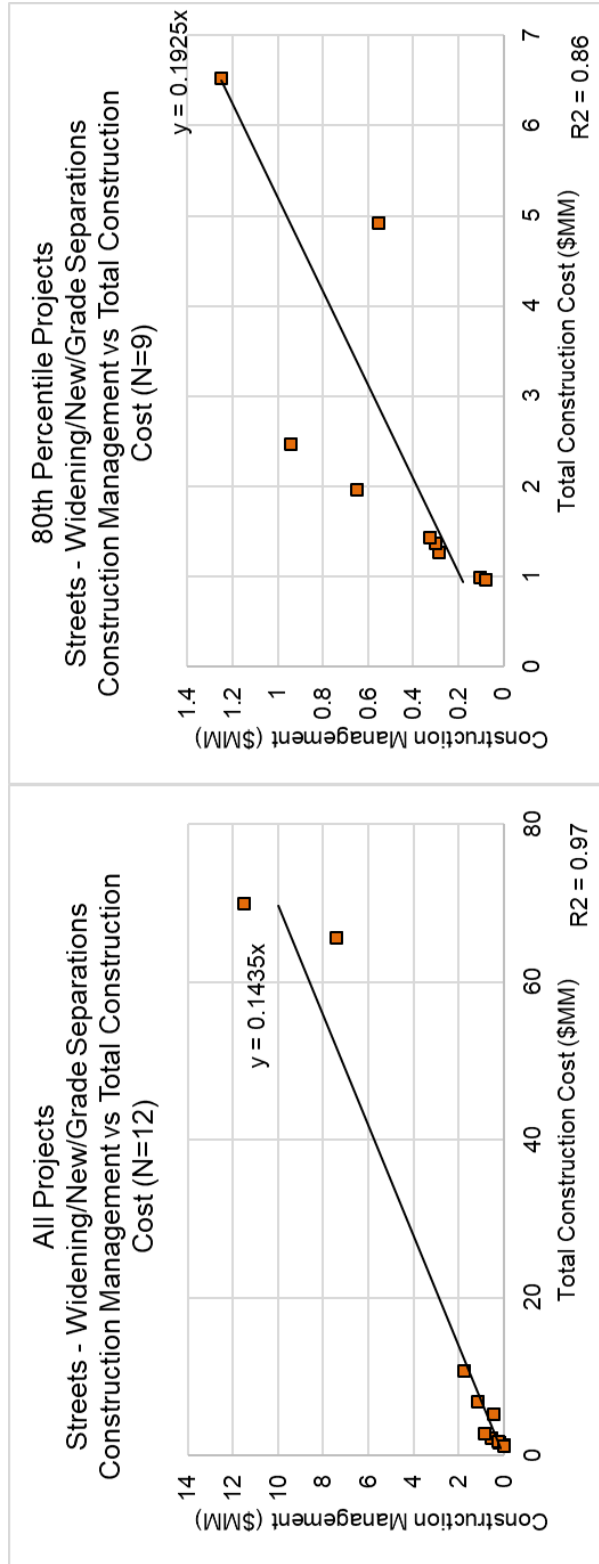 All Projects
Streets - Widening/New/Grade Separations
Construction Management vs Total Construction
Cost (N=12)
Construction Management ($MM)
14
12
10
8
6
4
2
0
y = 0.1435x
0
20
40
60
80
Total Construction Cost ($MM)
R2 = 0.97
80th Percentile Projects
Streets - Widening/New/Grade Separations
Construction Management vs Total Construction
Cost (N=9)
Construction Management ($MM)
1.4
1.2
1
0.8
0.6
0.4
0.2
0
y = 0.1925x
0
1
2
3
4
5
6
7
Total Construction Cost ($MM)
R2 = 0.86